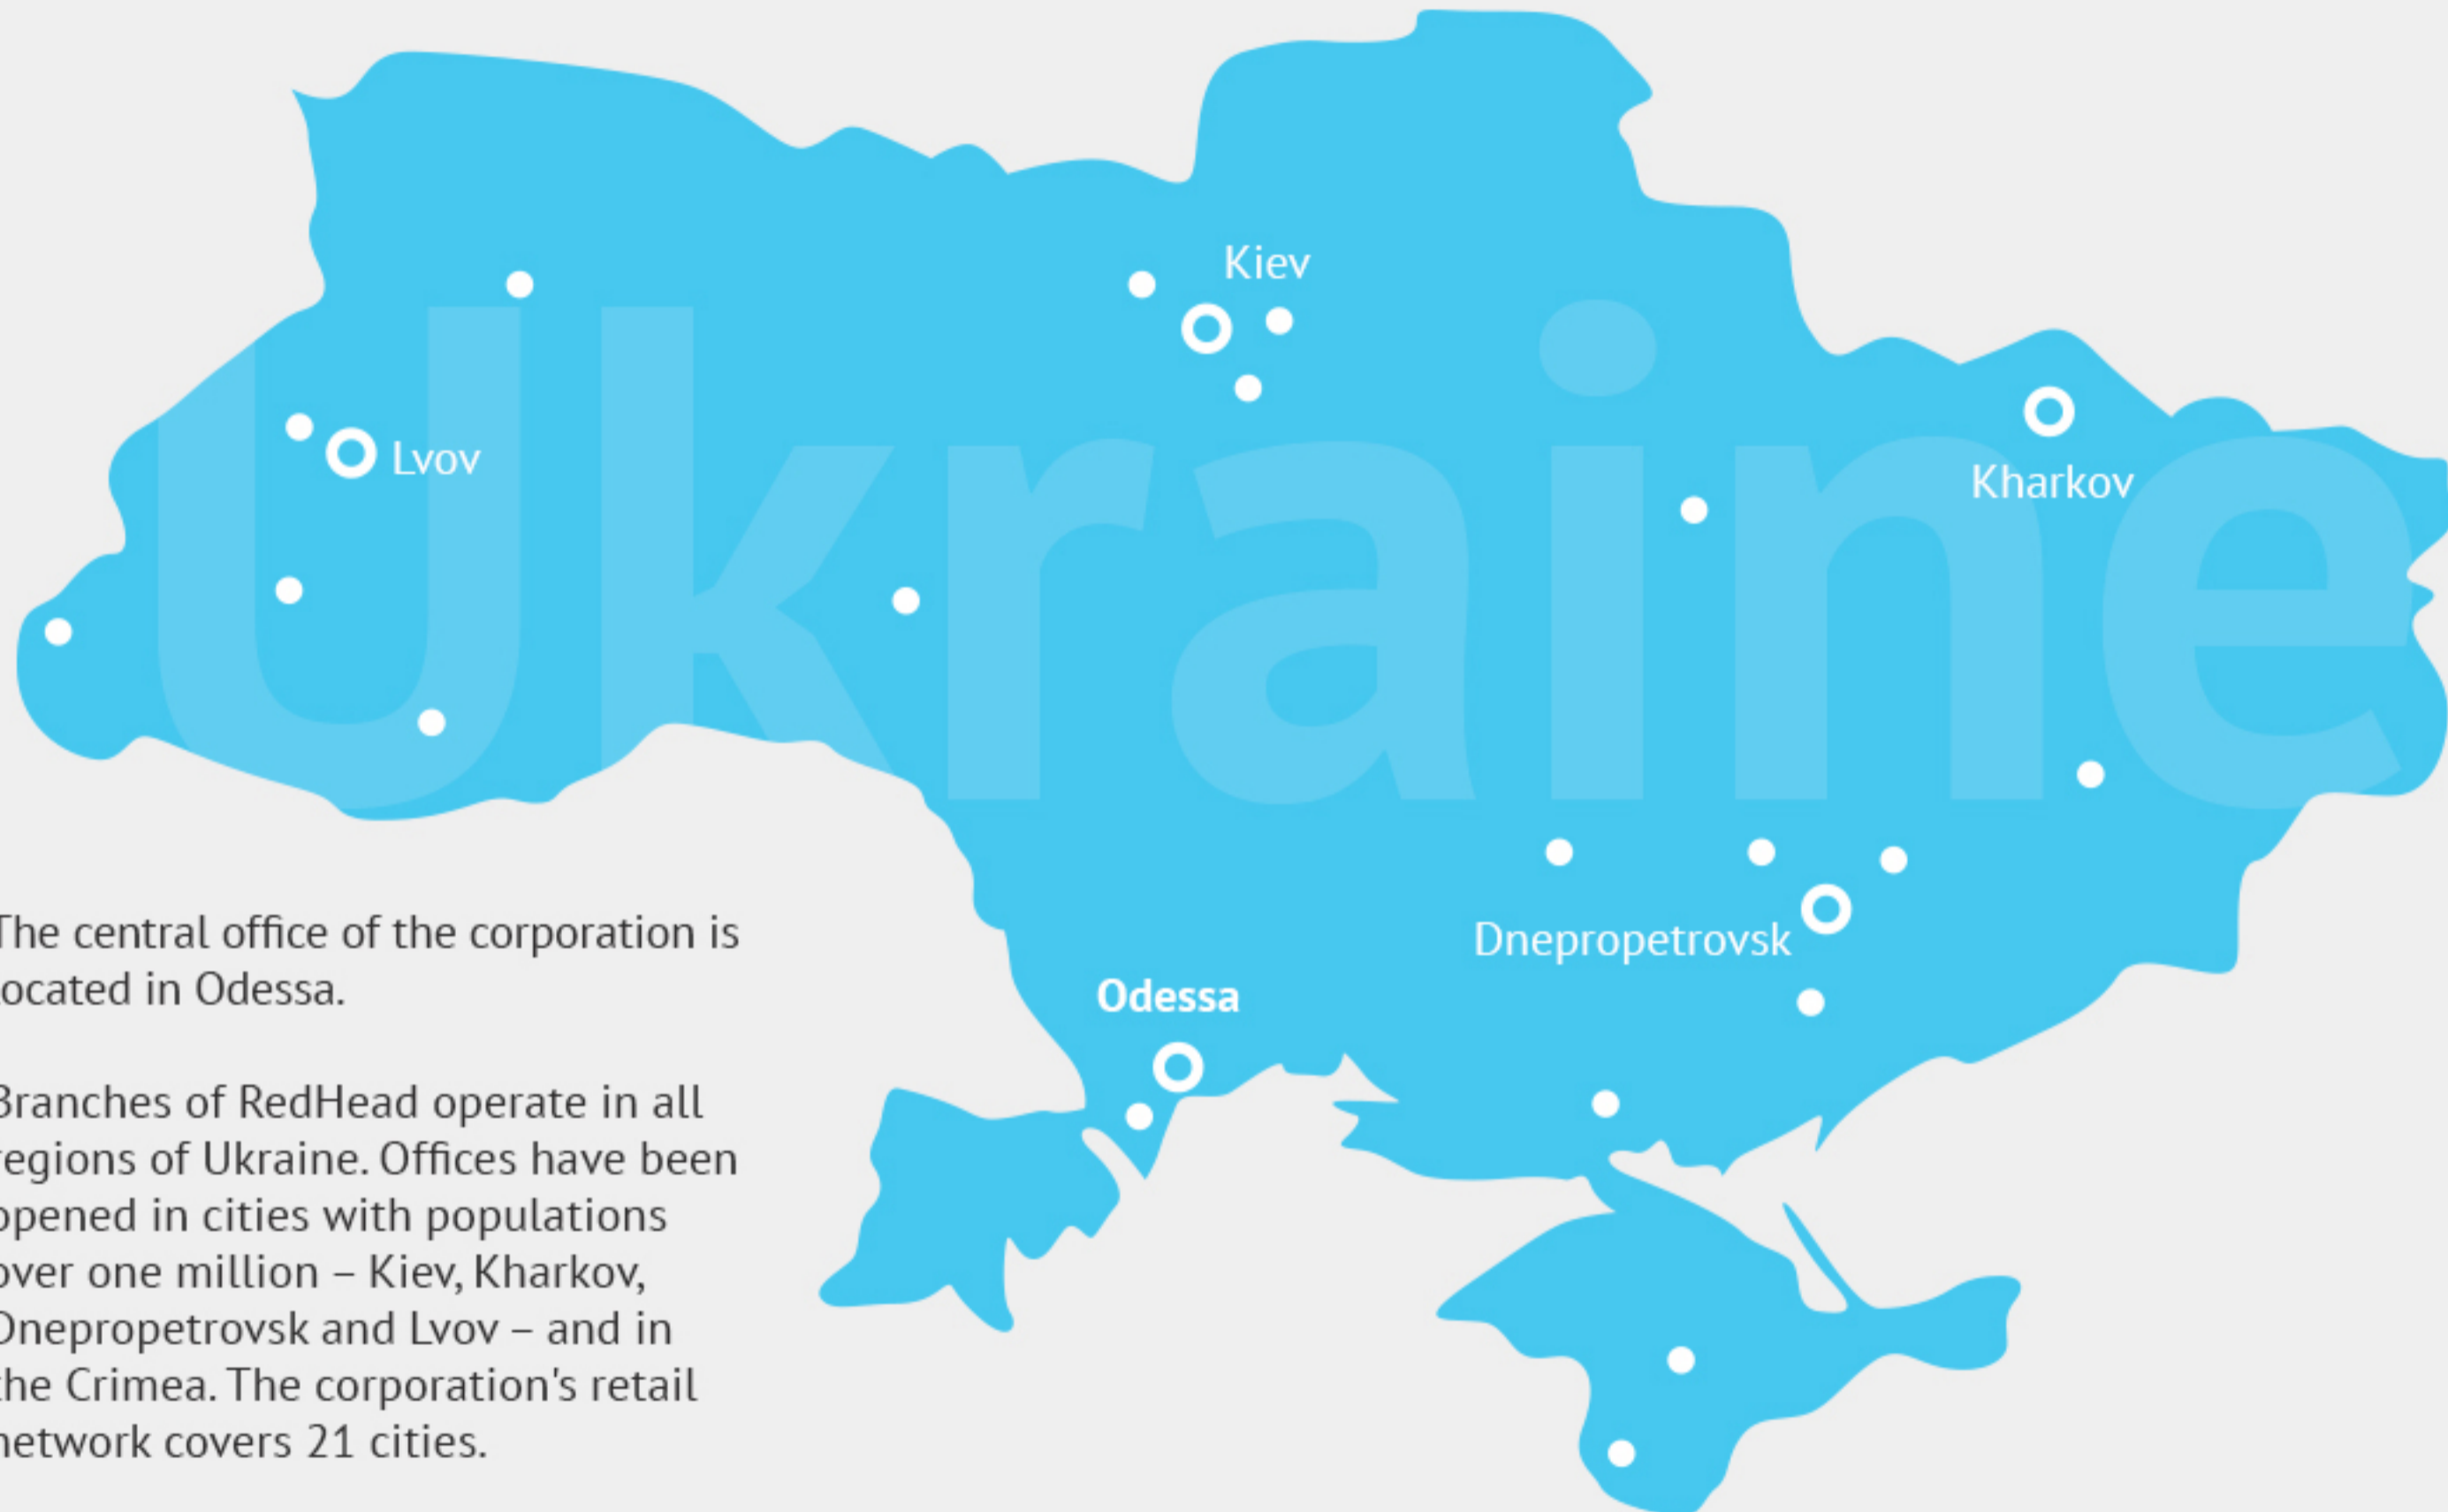 Kiev
Ukraine
Lvov
Kharkov
Dnepropetrovsk
Odessa
The central office of the corporation is
located in Odessa.
Branches of RedHead operate in all
regions of Ukraine. Offices have been
opened in cities with populations
over one million – Kiev, Kharkov,
Dnepropetrovsk and Lvov – and in
the Crimea. The corporation's retail
network covers 21 cities.